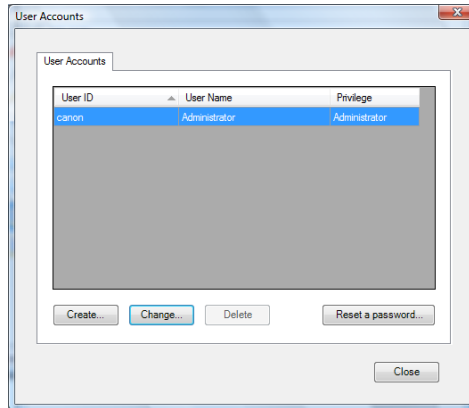 User Accounts
User Accounts
User ID User Name Privilege
canon Administrator Administrator
Create... Change... Delete Reset a password...
Close